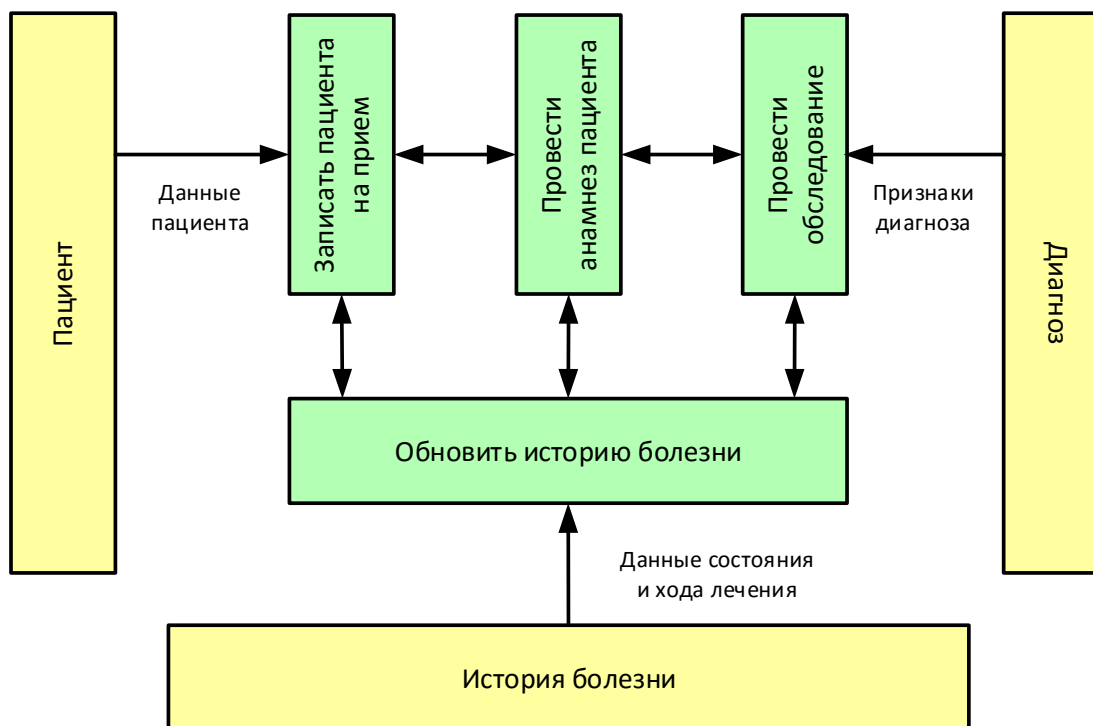 Пациент
Данные
пациента
Записать пациента
на прием
Провести
анамнез пациента
Провести
обследование
Признаки
диагноза
Диагноз
Обновить историю болезни
Данные состояния
и хода лечения
История болезни